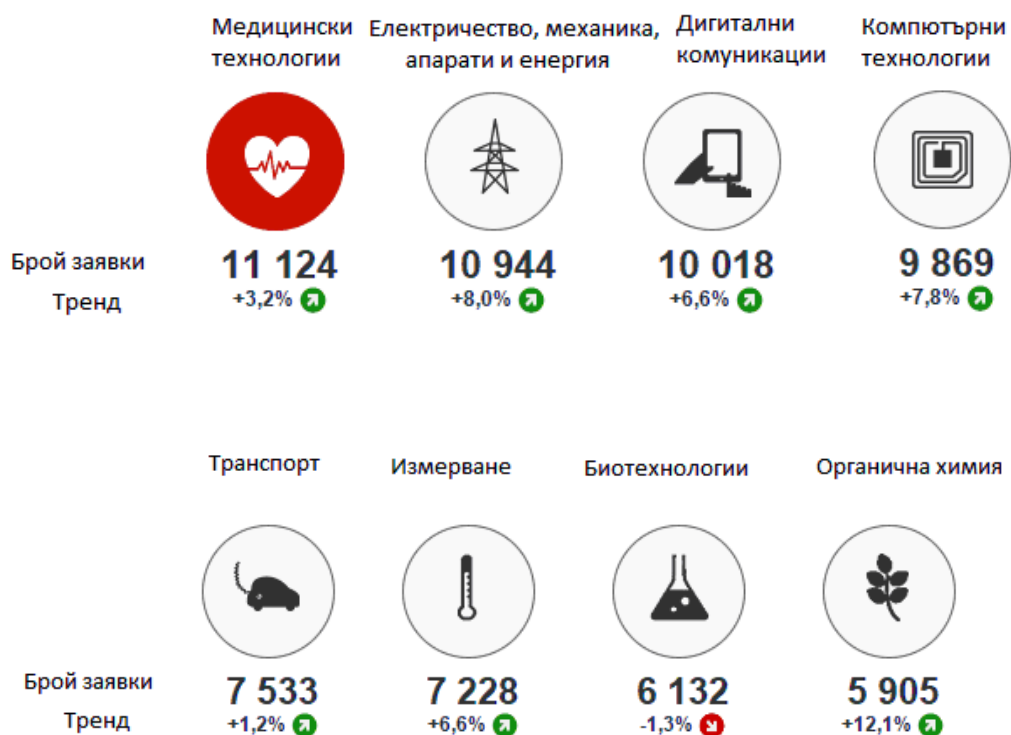 Медицински технологии
Електричество, механика, апарати и енергия
Дигитални комуникации
Компютърни технологии
Брой заявки 11 124 10 944 10 018 9 869
Тренд +3,2% +8,0% +6,6% +7,8%
Транспорт Измерване Биотехнологии Органична химия
Брой заявки 7 533 7 228 6 132 5 905
Тренд +1,2% +6,6% -1,3% +12,1%